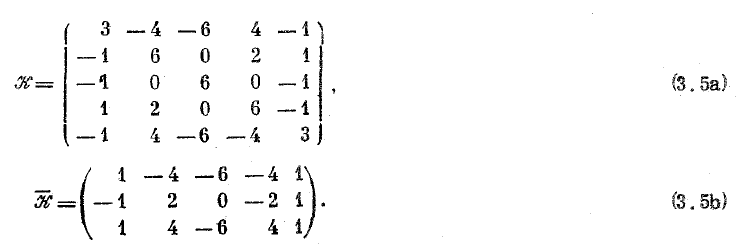 3 −4 −6 4 −1
−1 6 0 2 1
𝒦 = −1 0 6 0 −1 , (3.5a)
1 2 0 6 −1
−1 4 −6 −4 3
1 −4 −6 −4 1
𝒦̅ = −1 2 0 −2 1 . (3.5b)
1 4 −6 4 1